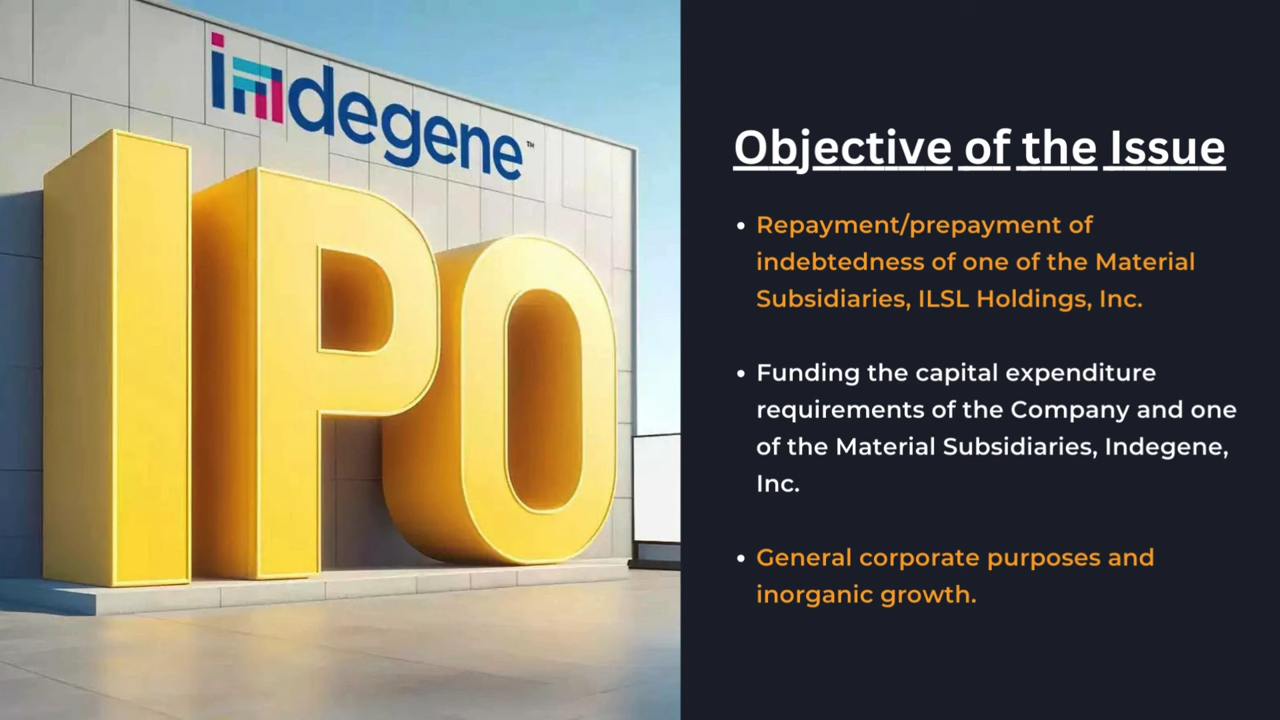 indegene™
IPO
Objective of the Issue
• Repayment/prepayment of
indebtedness of one of the Material
Subsidiaries, ILSL Holdings, Inc.
• Funding the capital expenditure
requirements of the Company and one
of the Material Subsidiaries, Indegene,
Inc.
• General corporate purposes and
inorganic growth.